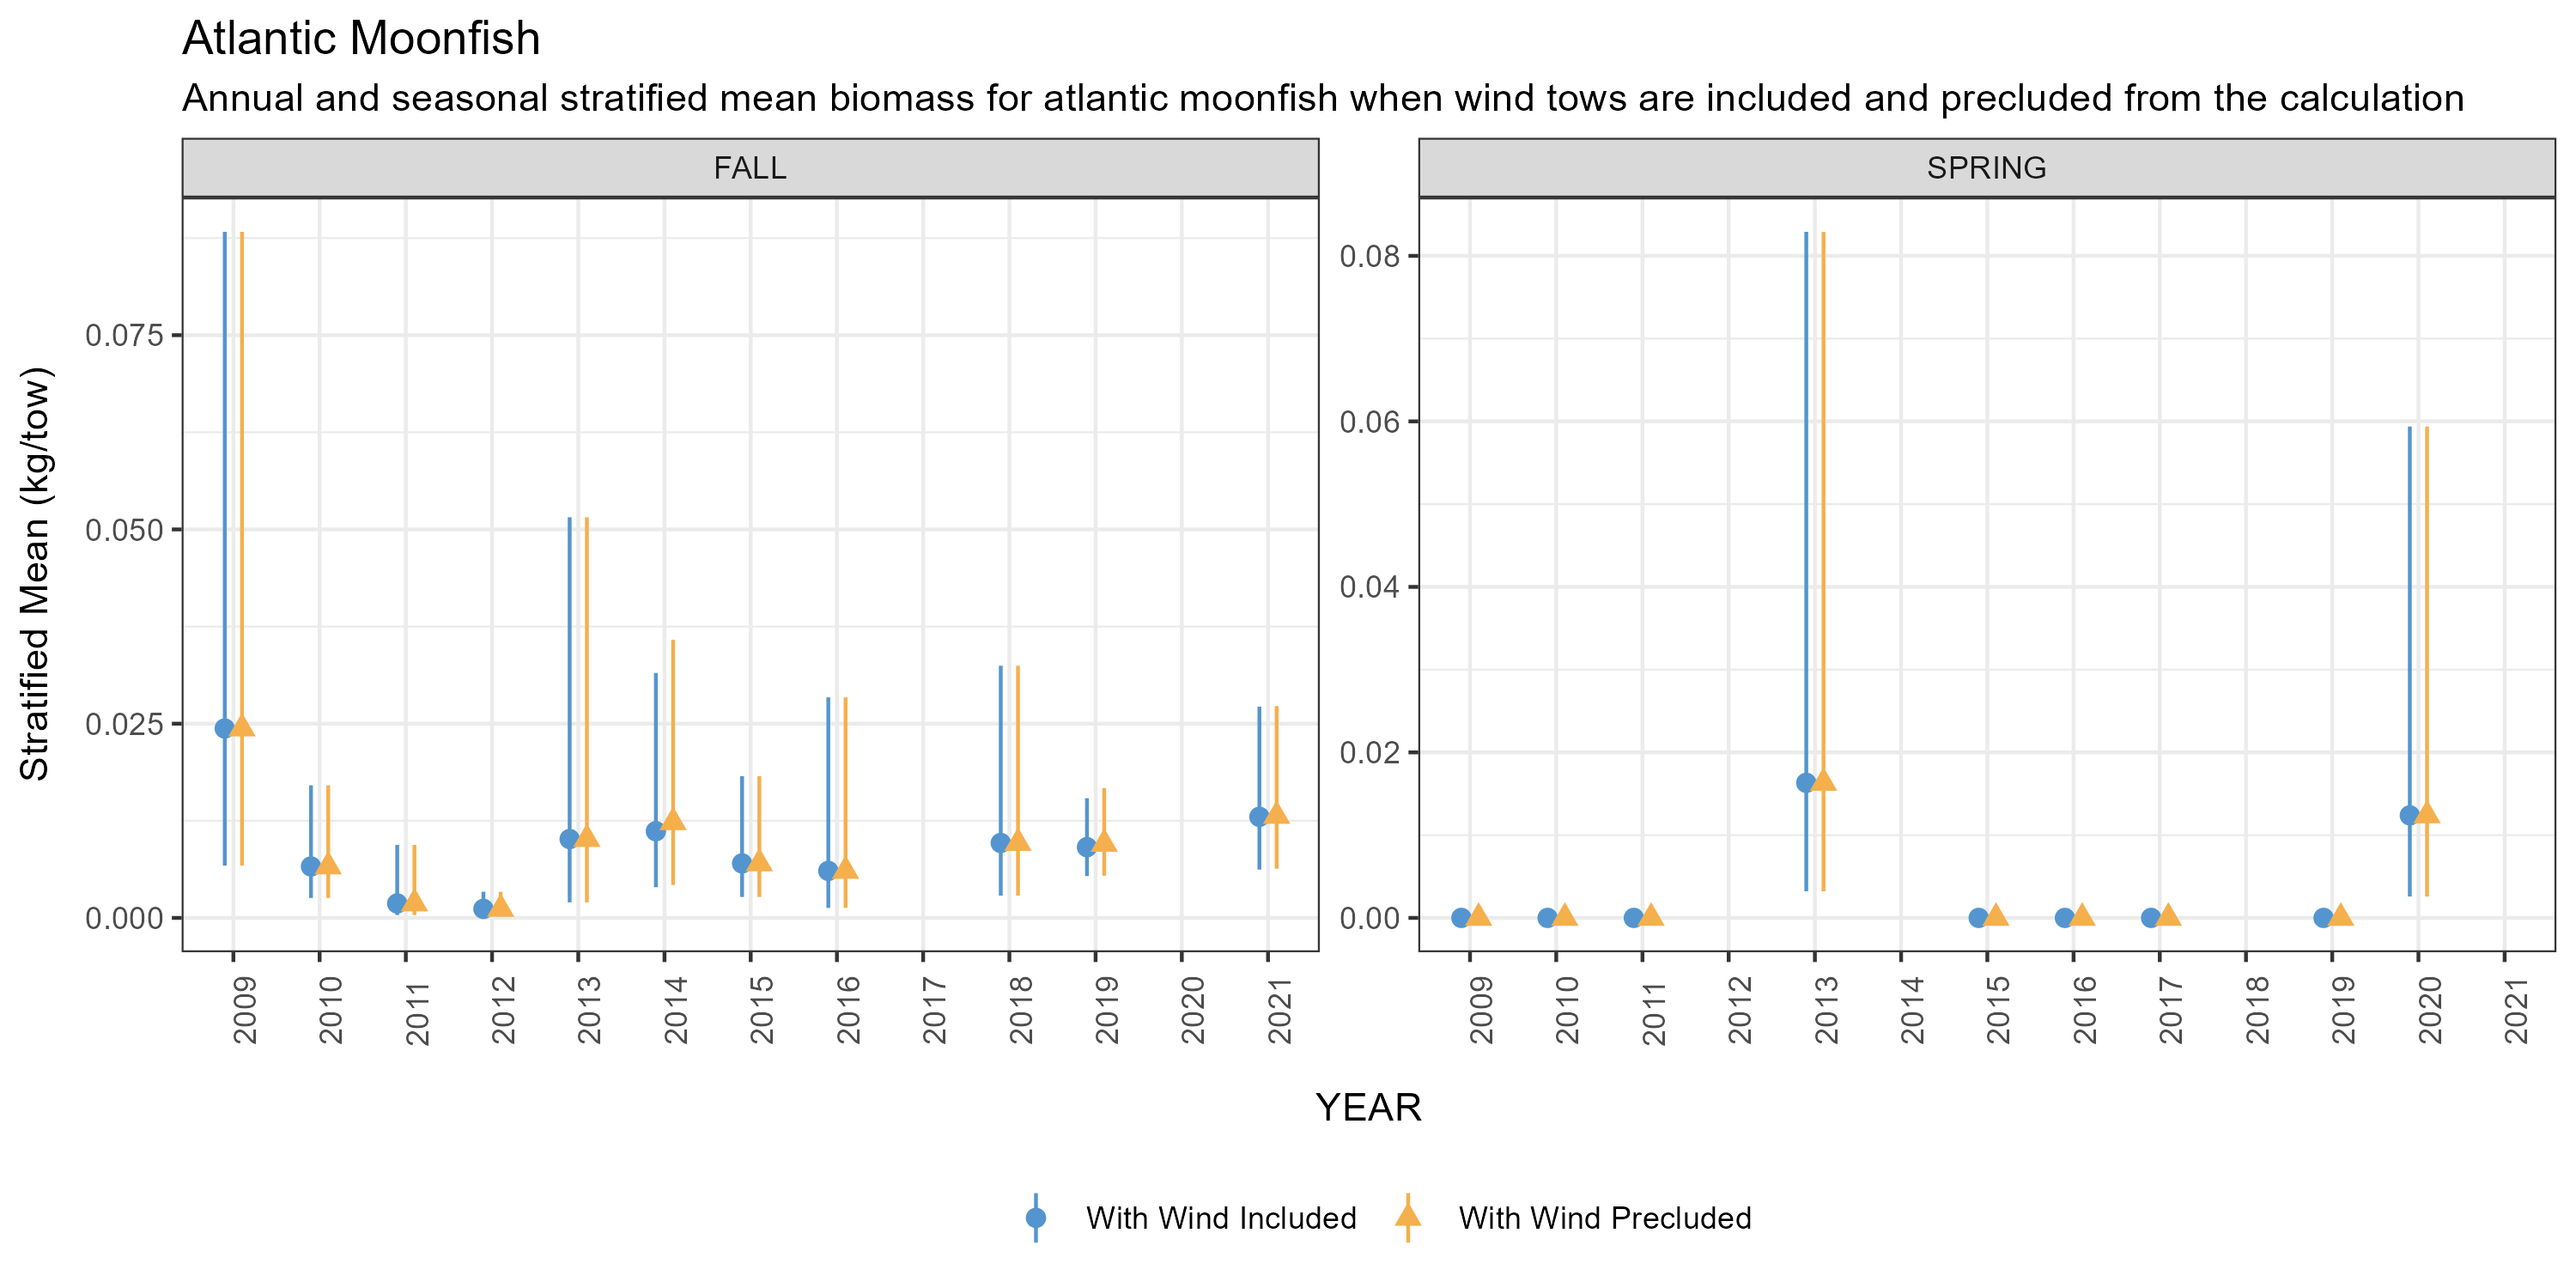 Atlantic Moonfish
Annual and seasonal stratified mean biomass for atlantic moonfish when wind tows are included and precluded from the calculation
FALL
SPRING
Stratified Mean (kg/tow)
0.075
0.050
0.025
0.000
0.08
0.06
0.04
0.02
0.00
2009 2010 2011 2012 2013 2014 2015 2016 2017 2018 2019 2020 2021
2009 2010 2011 2012 2013 2014 2015 2016 2017 2018 2019 2020 2021
YEAR
With Wind Included
With Wind Precluded